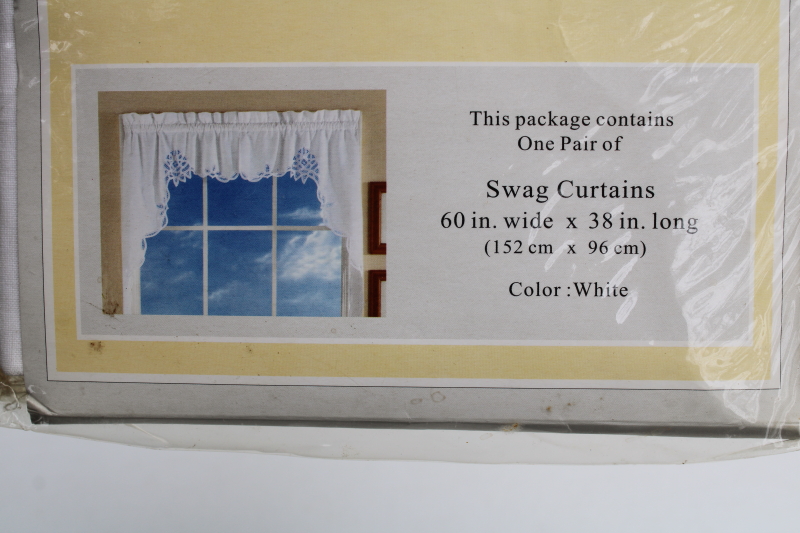 This package contains
One Pair of
Swag Curtains
60 in. wide x 38 in. long
(152 cm x 96 cm)
Color :White